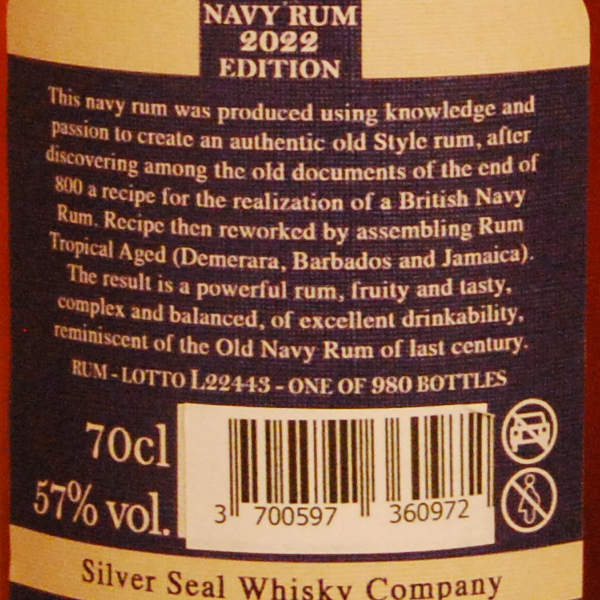 NAVY RUM
2022
EDITION
This navy rum was produced using knowledge and
passion to create an authentic old Style rum, after
discovering among the old documents of the end of
800 a recipe for the realization of a British Navy
Rum. Recipe then reworked by assembling Rum
Tropical Aged (Demerara, Barbados and Jamaica).
The result is a powerful rum, fruity and tasty,
complex and balanced, of excellent drinkability,
reminiscent of the Old Navy Rum of last century.
RUM - LOTTO L22443 - ONE OF 980 BOTTLES
70cl
57% vol.
3 700597 360972
Silver Seal Whisky Company